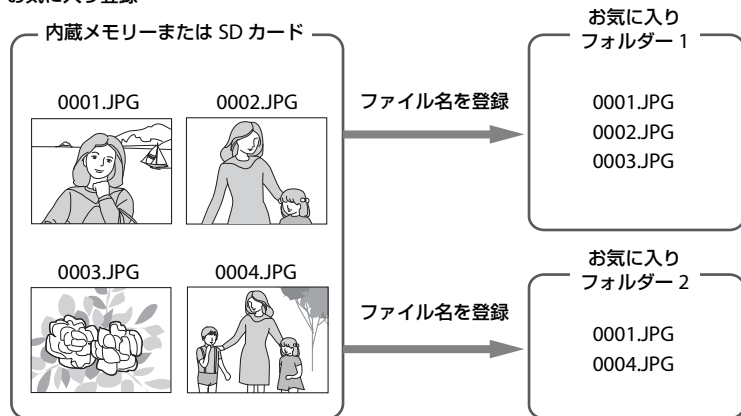 内蔵メモリーまたは SD カード
0001.JPG
0002.JPG
0003.JPG
0004.JPG
ファイル名を登録
お気に入り
フォルダー 1
0001.JPG
0002.JPG
0003.JPG
ファイル名を登録
お気に入り
フォルダー 2
0001.JPG
0004.JPG